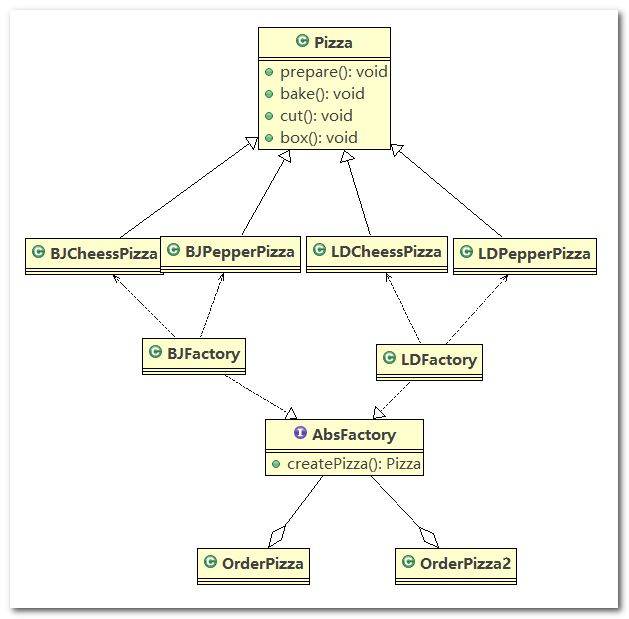 Pizza
prepare(): void
bake(): void
cut(): void
box(): void
BJCheessPizza
BJPepperPizza
LDCheessPizza
LDPepperPizza
BJFactory
LDFactory
AbsFactory
createPizza(): Pizza
OrderPizza
OrderPizza2